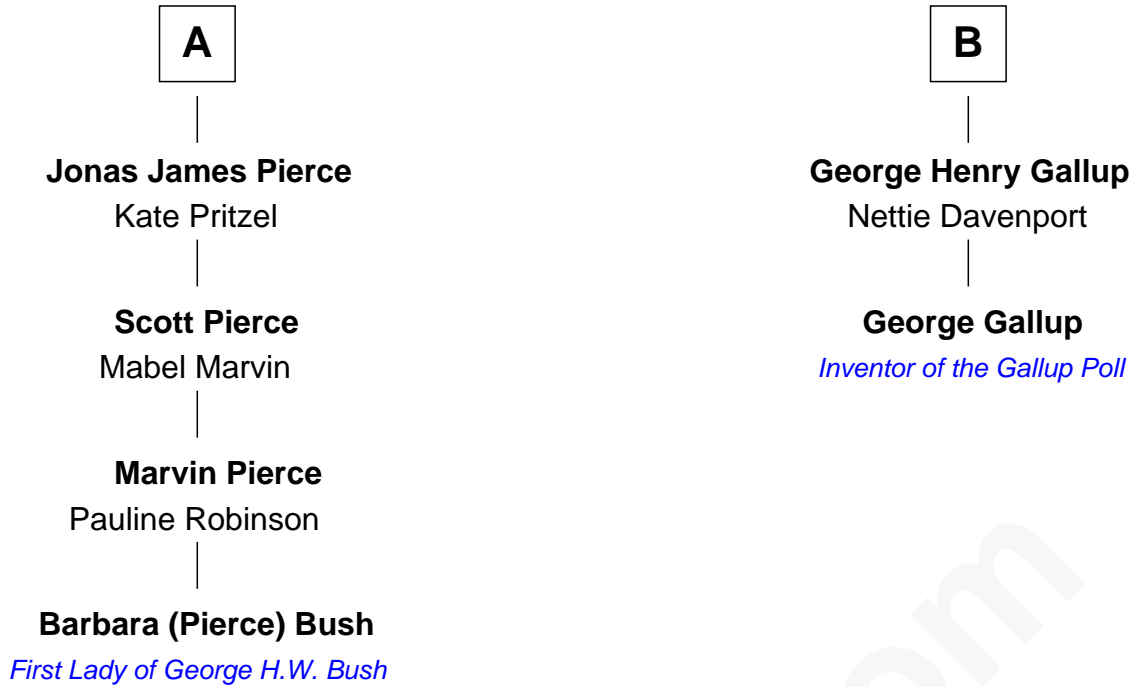 A
Jonas James Pierce
Kate Pritzel
Scott Pierce
Mabel Marvin
Marvin Pierce
Pauline Robinson
Barbara (Pierce) Bush
First Lady of George H.W. Bush
B
George Henry Gallup
Nettie Davenport
George Gallup
Inventor of the Gallup Poll
om